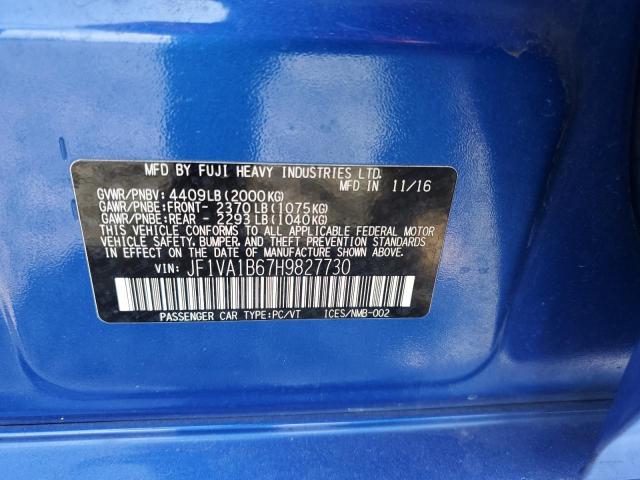 MFD BY FUJI HEAVY INDUSTRIES LTD.
MFD IN 11/16
GVWR/PNBV: 4409LB(2000KG)
GAWR/PNBE:FRONT- 2370LB(1075KG)
GAWR/PNBE:REAR - 2293LB(1040KG)
THIS VEHICLE CONFORMS TO ALL APPLICABLE FEDERAL MOTOR
VEHICLE SAFETY, BUMPER, AND THEFT PREVENTION STANDARDS
IN EFFECT ON THE DATE OF MANUFACTURE SHOWN ABOVE.
VIN: JF1VA1B67H9827730
PASSENGER CAR TYPE:PC/VT ICES/NMB-002